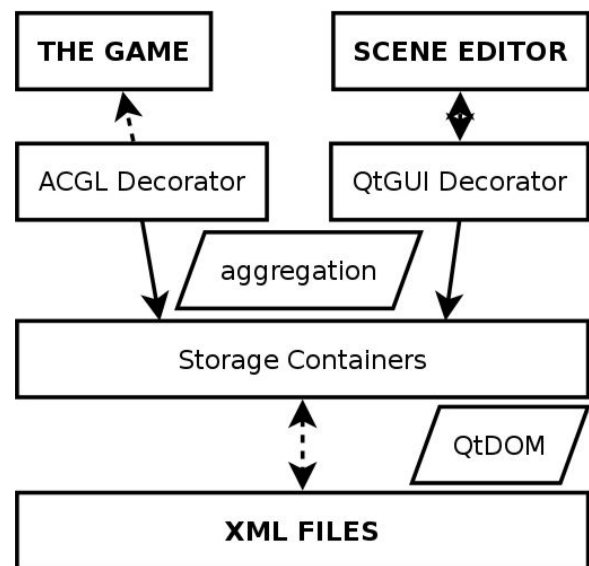 THE GAME
SCENE EDITOR
ACGL Decorator
QtGUI Decorator
aggregation
Storage Containers
QtDOM
XML FILES